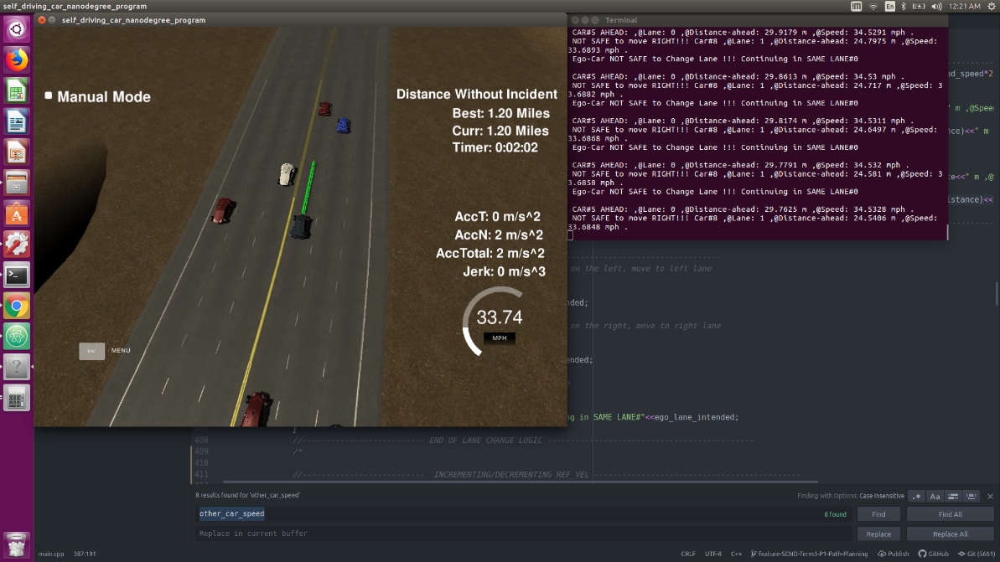 self_driving_car_nanodegree_program
En
12:21 AM
self_driving_car_nanodegree_program
Manual Mode
Distance Without Incident
Best: 1.20 Miles
Curr: 1.20 Miles
Timer: 0:02:02
AccT: 0 m/s^2
AccN: 2 m/s^2
AccTotal: 2 m/s^2
Jerk: 0 m/s^3
33.74
MPH
ESC
MENU
Terminal
CAR#5 AHEAD: ,@Lane: 0 ,@Distance-ahead: 29.9179 m ,@Speed: 34.5291 mph .
NOT SAFE to move RIGHT!!! Car#8 ,@Lane: 1 ,@Distance-ahead: 24.7975 m ,@Speed:
33.6893 mph .
Ego-Car NOT SAFE to Change Lane !!! Continuing in SAME LANE#0
CAR#5 AHEAD: ,@Lane: 0 ,@Distance-ahead: 29.8613 m ,@Speed: 34.53 mph .
NOT SAFE to move RIGHT!!! Car#8 ,@Lane: 1 ,@Distance-ahead: 24.717 m ,@Speed: 3
3.6882 mph .
Ego-Car NOT SAFE to Change Lane !!! Continuing in SAME LANE#0
CAR#5 AHEAD: ,@Lane: 0 ,@Distance-ahead: 29.8174 m ,@Speed: 34.5311 mph .
NOT SAFE to move RIGHT!!! Car#8 ,@Lane: 1 ,@Distance-ahead: 24.6497 m ,@Speed:
33.6868 mph .
Ego-Car NOT SAFE to Change Lane !!! Continuing in SAME LANE#0
CAR#5 AHEAD: ,@Lane: 0 ,@Distance-ahead: 29.7791 m ,@Speed: 34.532 mph .
NOT SAFE to move RIGHT!!! Car#8 ,@Lane: 1 ,@Distance-ahead: 24.581 m ,@Speed: 3
3.6858 mph .
Ego-Car NOT SAFE to Change Lane !!! Continuing in SAME LANE#0
CAR#5 AHEAD: ,@Lane: 0 ,@Distance-ahead: 29.7625 m ,@Speed: 34.5328 mph .
NOT SAFE to move RIGHT!!! Car#8 ,@Lane: 1 ,@Distance-ahead: 24.5406 m ,@Speed:
33.6848 mph .
d_speed*2
" m ,@Spee
nce)<<" m
ce<<" m ,@
istance)<<
on the left, move to left lane
nded;
on the right, move to right lane
nded;
ng in SAME LANE#"<<ego_lane_intended;
}
408 //-------------------------- END OF LANE CHANGE LOGIC --------------------------------------------
409 /*
410
411 //-------------------------- INCREMENTING/DECREMENTING REF VEL --------------------------------------------
8 results found for 'other_car_speed'
Finding with Options: Case Insensitive
.*
Aa
other_car_speed
8 found
Find
Find All
Replace in current buffer
Replace
Replace All
main.cpp 387:191
CRLF UTF-8 C++ feature-SCND-Term3-P1-Path-Planning Publish GitHub Git (5661)